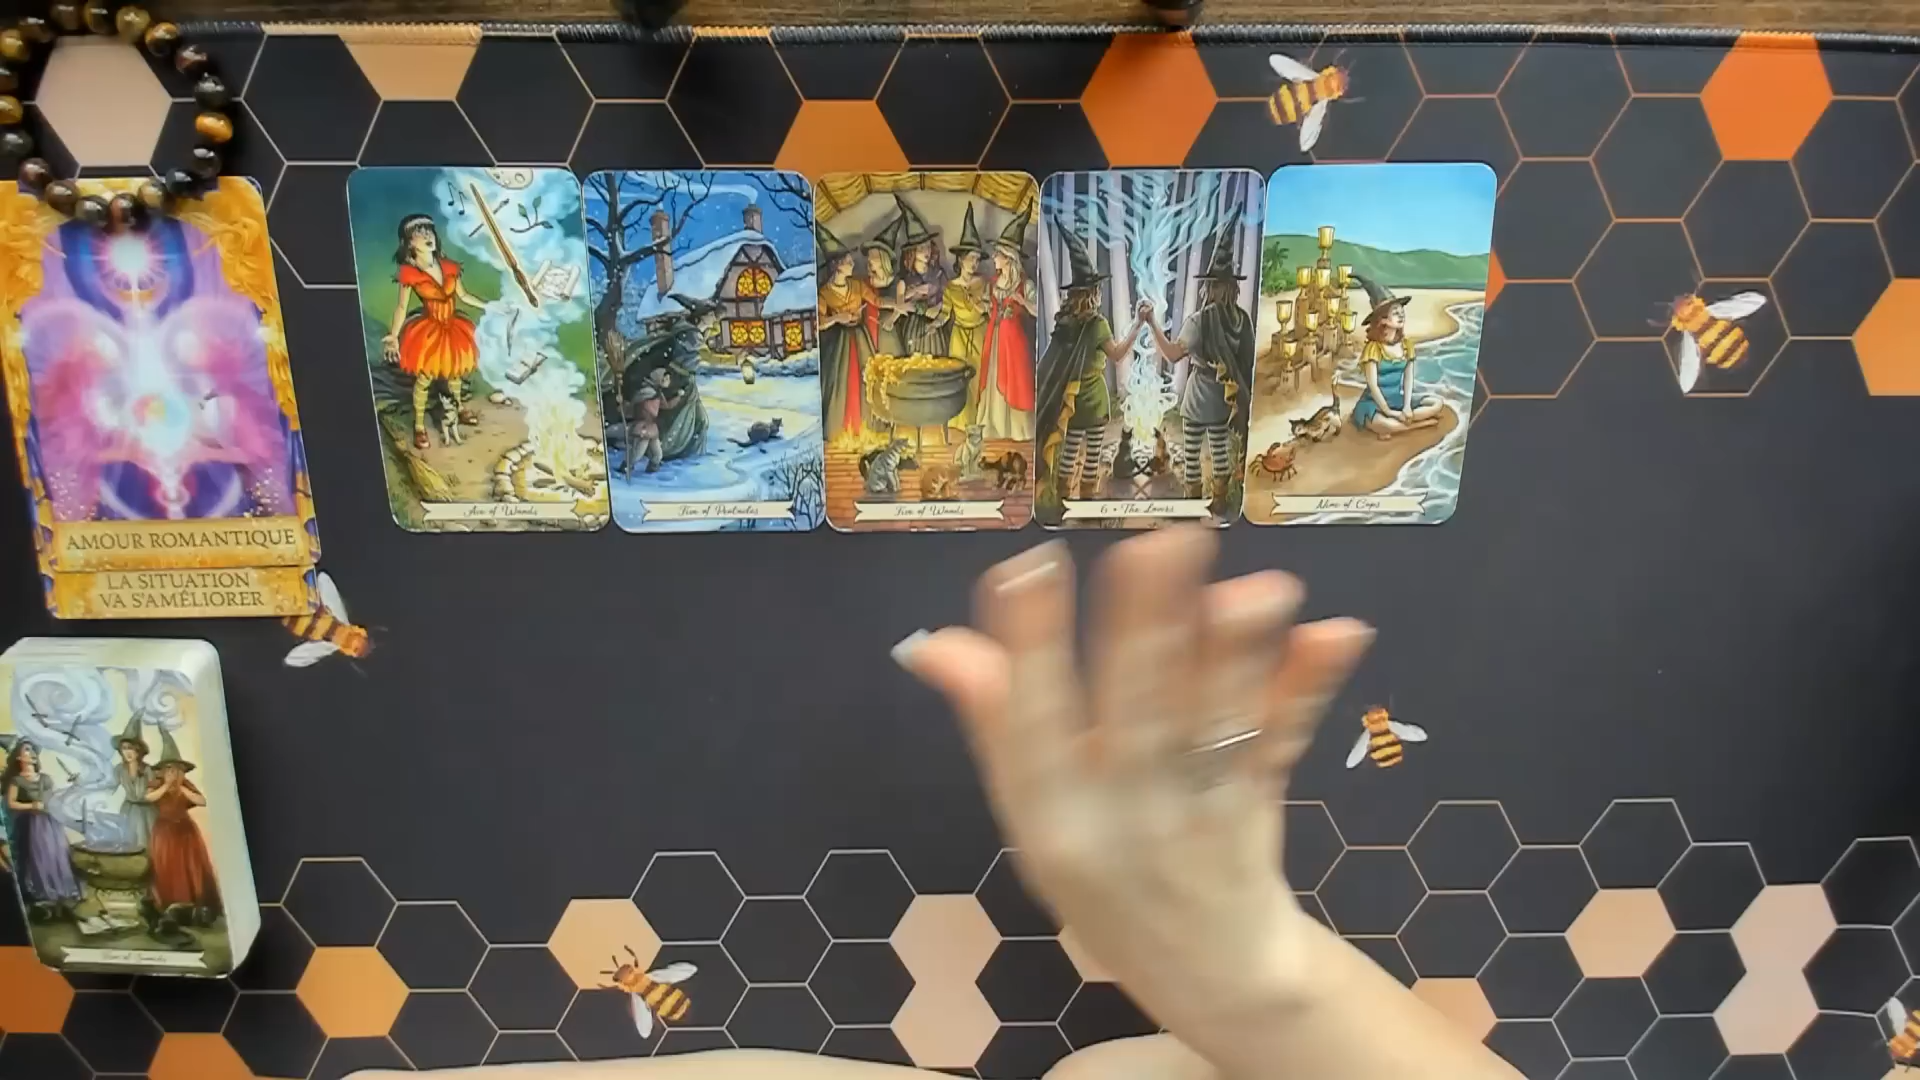 AMOUR ROMANTIQUE
LA SITUATION
VA S'AMÉLIORER
Ace of Wands
Five of Pentacles
Five of Wands
6 • The Lovers
Nine of Cups